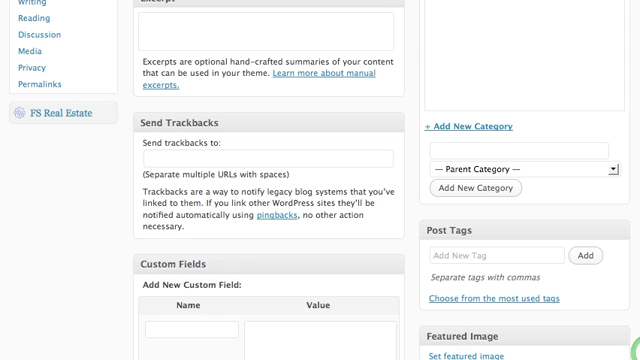 Writing
Reading
Discussion
Media
Privacy
Permalinks
FS Real Estate
Excerpt
Excerpts are optional hand-crafted summaries of your content
that can be used in your theme. Learn more about manual
excerpts.
Send Trackbacks
Send trackbacks to:
(Separate multiple URLs with spaces)
Trackbacks are a way to notify legacy blog systems that you've
linked to them. If you link other WordPress sites they'll be
notified automatically using pingbacks, no other action
necessary.
Custom Fields
Add New Custom Field:
Name Value
+ Add New Category
— Parent Category —
Add New Category
Post Tags
Add New Tag Add
Separate tags with commas
Choose from the most used tags
Featured Image
Set featured image